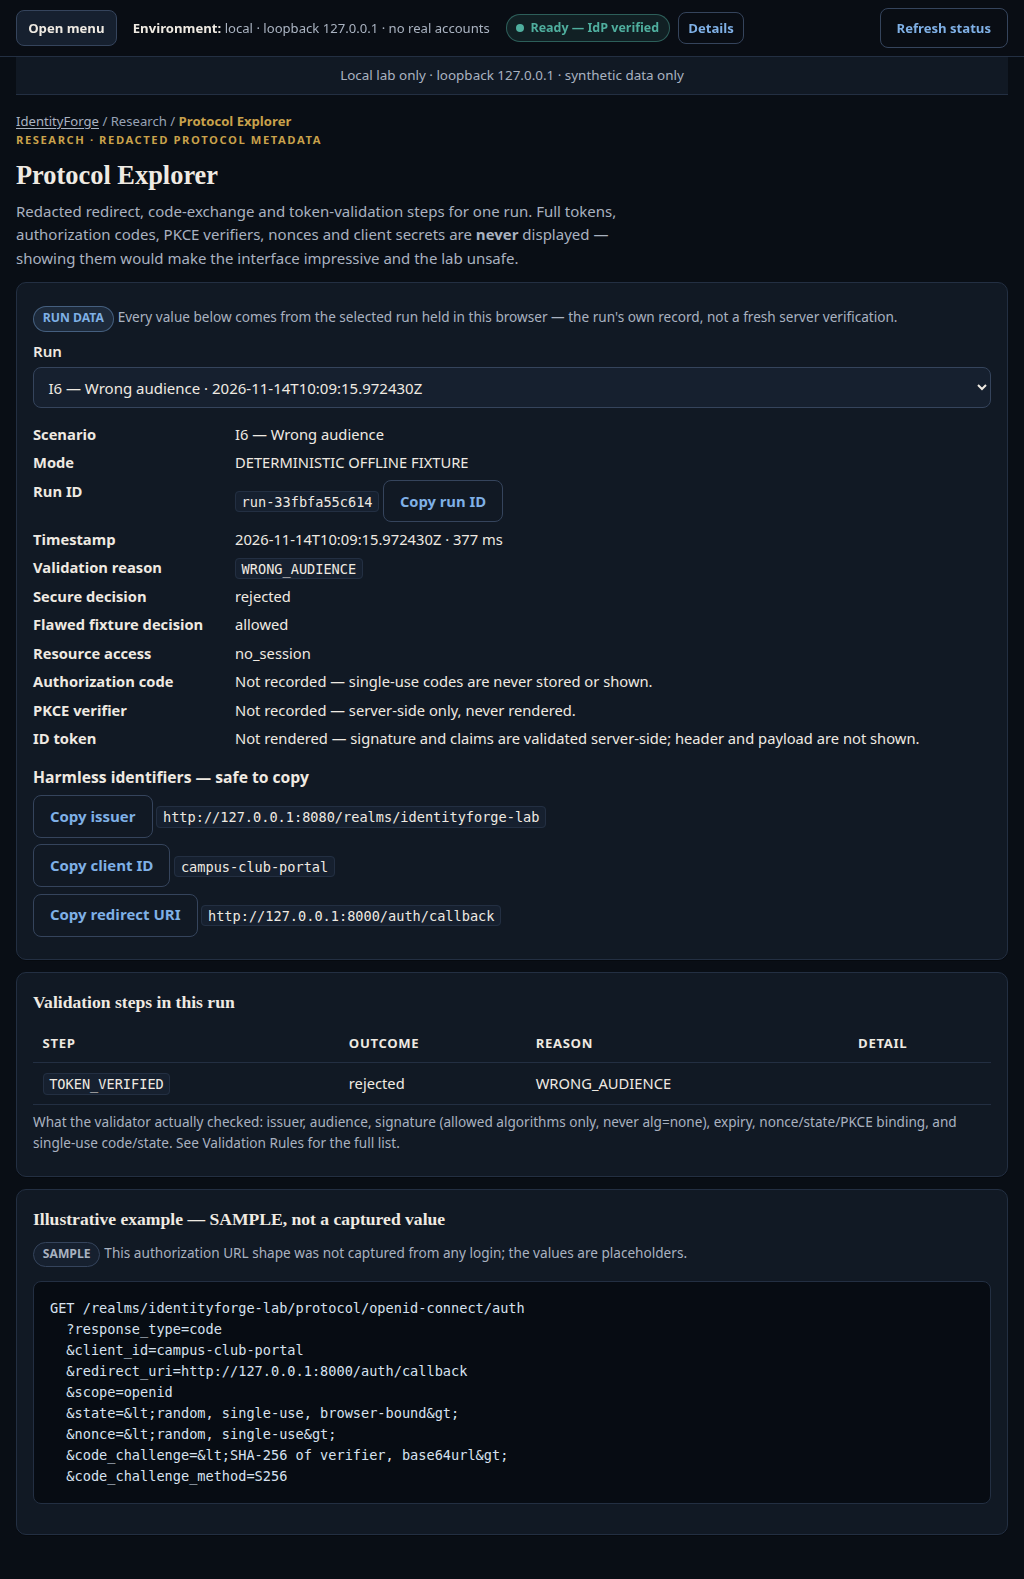 Open menu
Environment: local · loopback 127.0.0.1 · no real accounts
Ready — IdP verified
Details
Refresh status
Local lab only · loopback 127.0.0.1 · synthetic data only
IdentityForge / Research / Protocol Explorer
RESEARCH · REDACTED PROTOCOL METADATA
Protocol Explorer
Redacted redirect, code-exchange and token-validation steps for one run. Full tokens,
authorization codes, PKCE verifiers, nonces and client secrets are never displayed —
showing them would make the interface impressive and the lab unsafe.
RUN DATA Every value below comes from the selected run held in this browser — the run's own record, not a fresh server verification.
Run
I6 — Wrong audience · 2026-11-14T10:09:15.972430Z
Scenario I6 — Wrong audience
Mode DETERMINISTIC OFFLINE FIXTURE
Run ID run-33fbfa55c614 Copy run ID
Timestamp 2026-11-14T10:09:15.972430Z · 377 ms
Validation reason WRONG_AUDIENCE
Secure decision rejected
Flawed fixture decision allowed
Resource access no_session
Authorization code Not recorded — single-use codes are never stored or shown.
PKCE verifier Not recorded — server-side only, never rendered.
ID token Not rendered — signature and claims are validated server-side; header and payload are not shown.
Harmless identifiers — safe to copy
Copy issuer http://127.0.0.1:8080/realms/identityforge-lab
Copy client ID campus-club-portal
Copy redirect URI http://127.0.0.1:8000/auth/callback
Validation steps in this run
STEP OUTCOME REASON DETAIL
TOKEN_VERIFIED rejected WRONG_AUDIENCE
What the validator actually checked: issuer, audience, signature (allowed algorithms only, never alg=none), expiry, nonce/state/PKCE binding, and
single-use code/state. See Validation Rules for the full list.
Illustrative example — SAMPLE, not a captured value
SAMPLE This authorization URL shape was not captured from any login; the values are placeholders.
GET /realms/identityforge-lab/protocol/openid-connect/auth
?response_type=code
&client_id=campus-club-portal
&redirect_uri=http://127.0.0.1:8000/auth/callback
&scope=openid
&state=&lt;random, single-use, browser-bound&gt;
&nonce=&lt;random, single-use&gt;
&code_challenge=&lt;SHA-256 of verifier, base64url&gt;
&code_challenge_method=S256